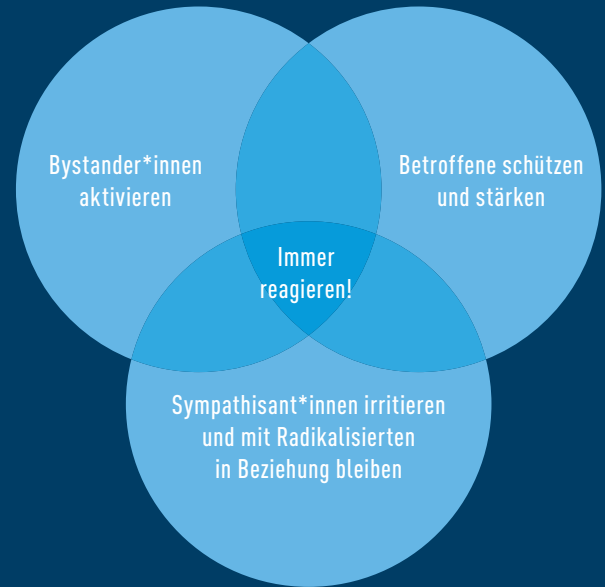 Bystander*innen
aktivieren
Betroffene schützen
und stärken
Immer
reagieren!
Sympathisant*innen irritieren
und mit Radikalisierten
in Beziehung bleiben